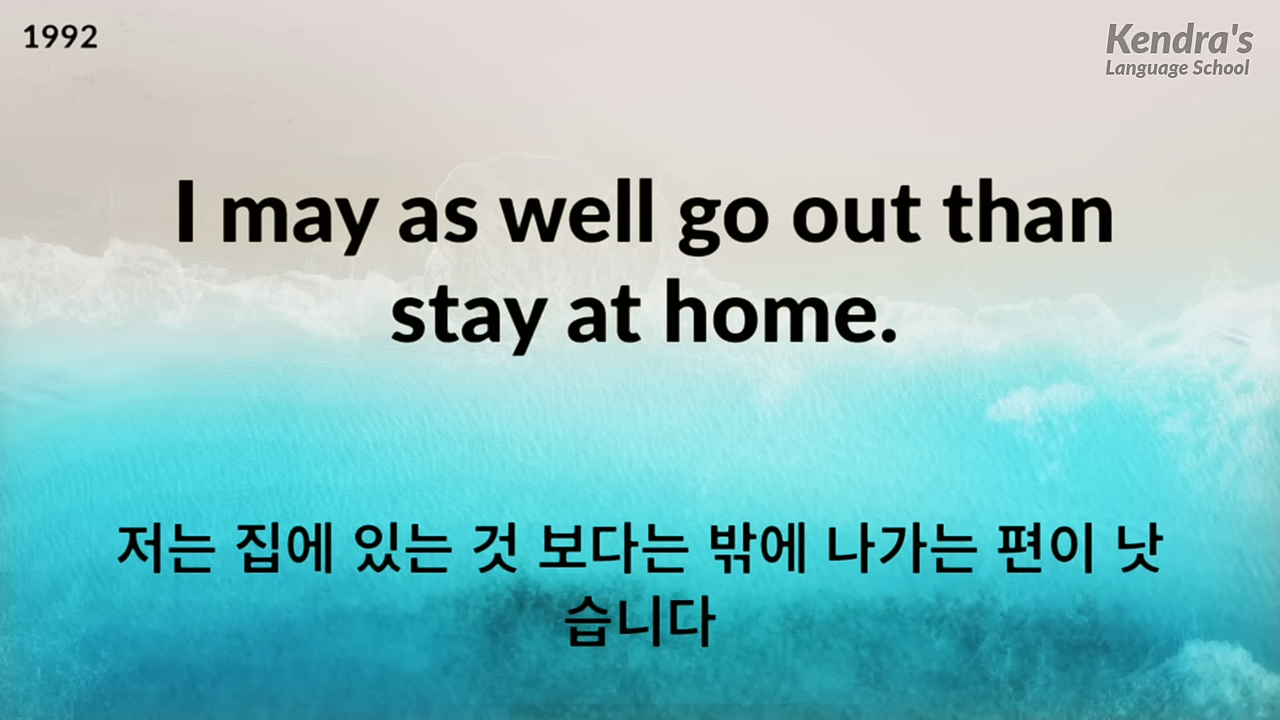 1992
Kendra's
Language School
I may as well go out than
stay at home.
저는 집에 있는 것 보다는 밖에 나가는 편이 낫
습니다